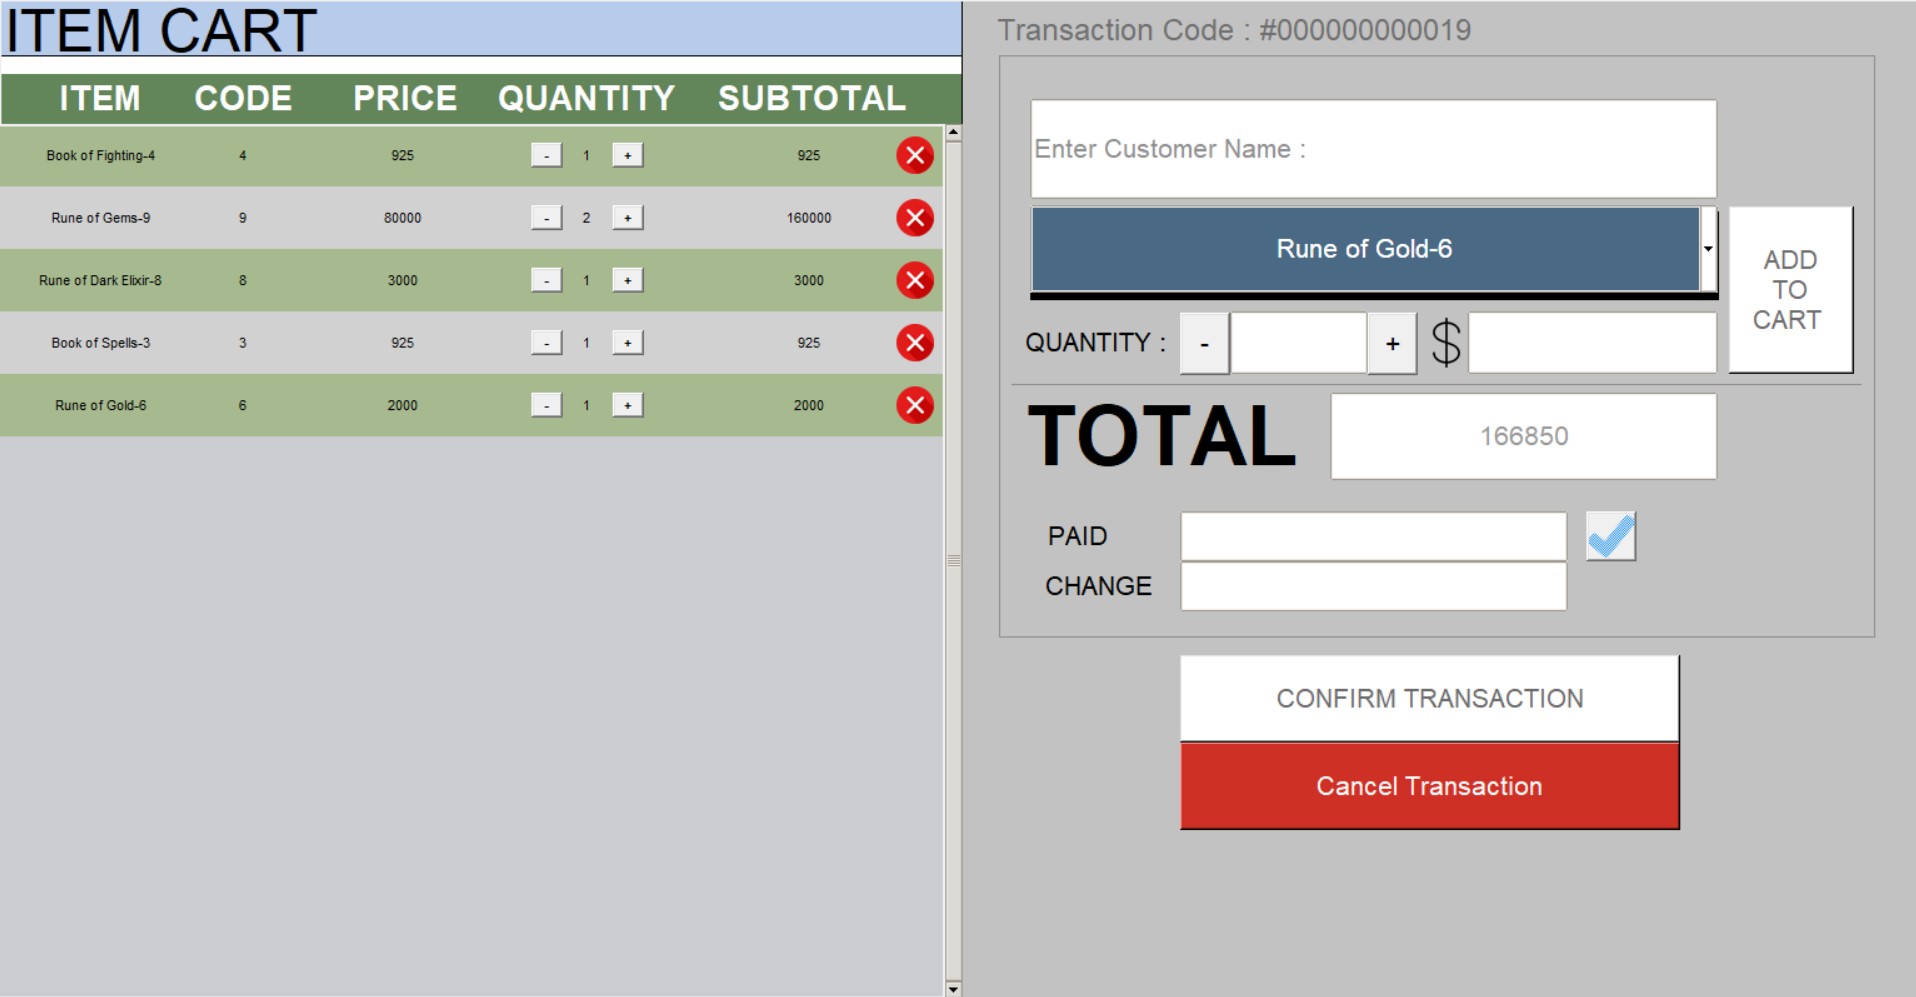 ITEM CART
ITEM CODE PRICE QUANTITY SUBTOTAL
Book of Fighting-4 4 925 - 1 + 925
Rune of Gems-9 9 80000 - 2 + 160000
Rune of Dark Elixir-8 8 3000 - 1 + 3000
Book of Spells-3 3 925 - 1 + 925
Rune of Gold-6 6 2000 - 1 + 2000
Transaction Code : #000000000019
Enter Customer Name :
Rune of Gold-6
ADD
TO
CART
QUANTITY : - + $
TOTAL 166850
PAID
CHANGE
CONFIRM TRANSACTION
Cancel Transaction